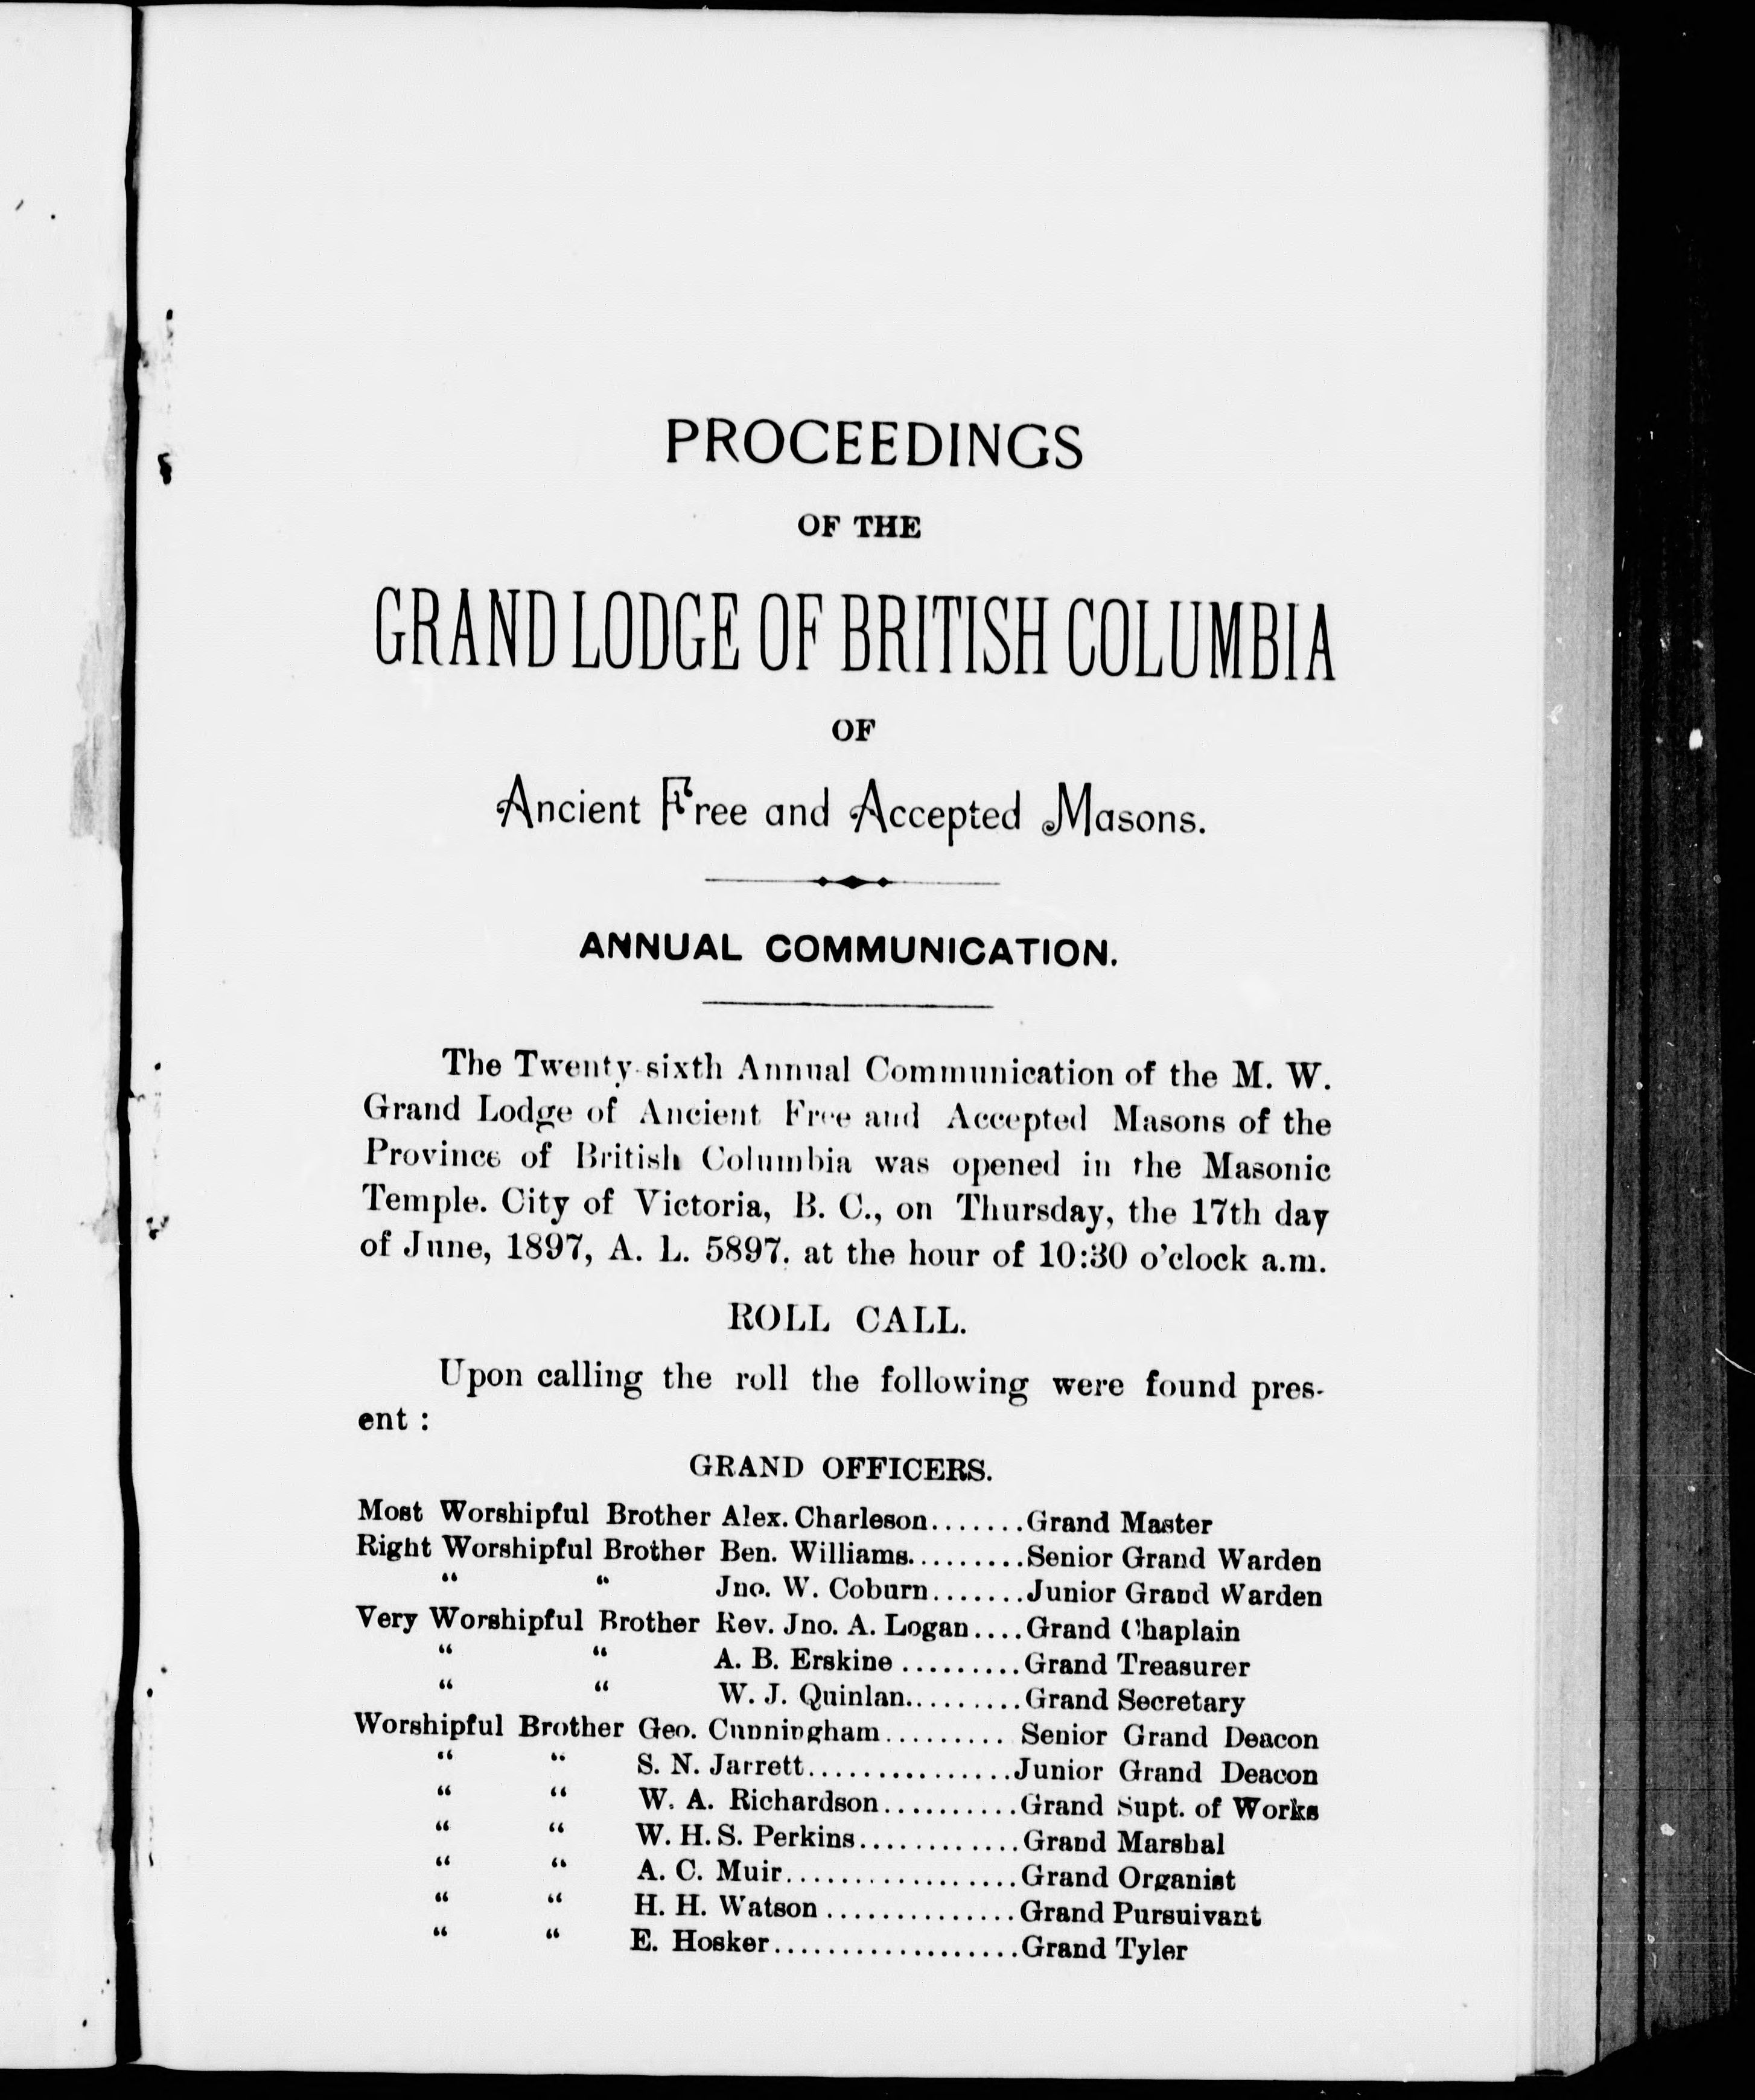 PROCEEDINGS
OF THE
GRAND LODGE OF BRITISH COLUMBIA
OF
Ancient Free and Accepted Masons.
ANNUAL COMMUNICATION.
The Twenty-sixth Annual Communication of the M. W.
Grand Lodge of Ancient Free and Accepted Masons of the
Province of British Columbia was opened in the Masonic
Temple. City of Victoria, B. C., on Thursday, the 17th day
of June, 1897, A. L. 5897. at the hour of 10:30 o'clock a.m.
ROLL CALL.
Upon calling the roll the following were found pres-
ent :
GRAND OFFICERS.
Most Worshipful Brother Alex. Charleson.......Grand Master
Right Worshipful Brother Ben. Williams.........Senior Grand Warden
“ “ Jno. W. Coburn.......Junior Grand Warden
Very Worshipful Brother Rev. Jno. A. Logan....Grand Chaplain
“ “ A. B. Erskine .........Grand Treasurer
“ “ W. J. Quinlan.........Grand Secretary
Worshipful Brother Geo. Cunningham......... Senior Grand Deacon
“ “ S. N. Jarrett...............Junior Grand Deacon
“ “ W. A. Richardson..........Grand Supt. of Works
“ “ W. H. S. Perkins............Grand Marshal
“ “ A. C. Muir.................Grand Organist
“ “ H. H. Watson ..............Grand Pursuivant
“ “ E. Hosker..................Grand Tyler